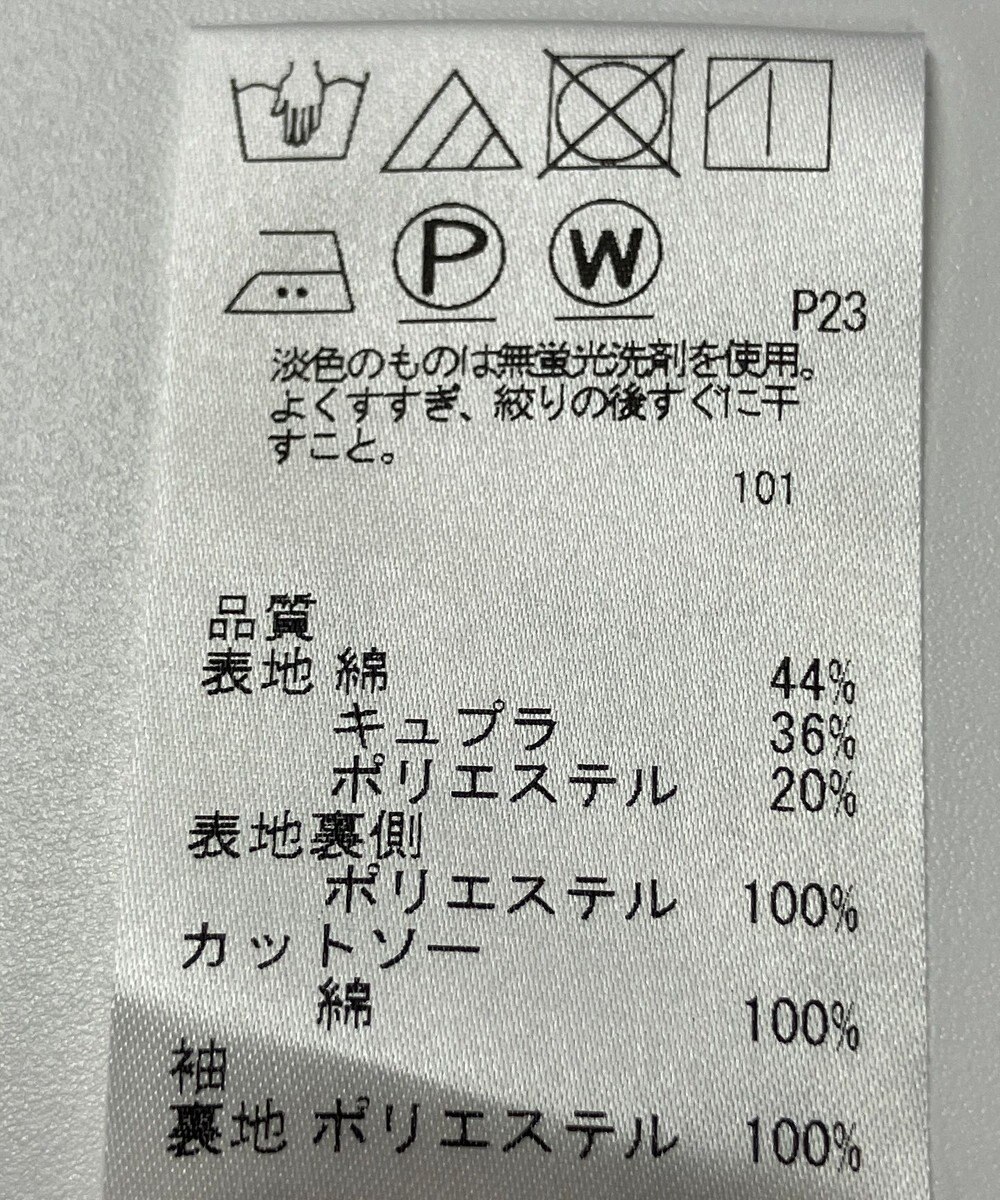 P W
P23
淡色のものは無蛍光洗剤を使用。
よくすすぎ、絞りの後すぐに干
すこと。
101
品質
表地 綿 44%
キュプラ 36%
ポリエステル 20%
表地裏側
ポリエステル 100%
カットソー
綿 100%
袖
裏地 ポリエステル 100%